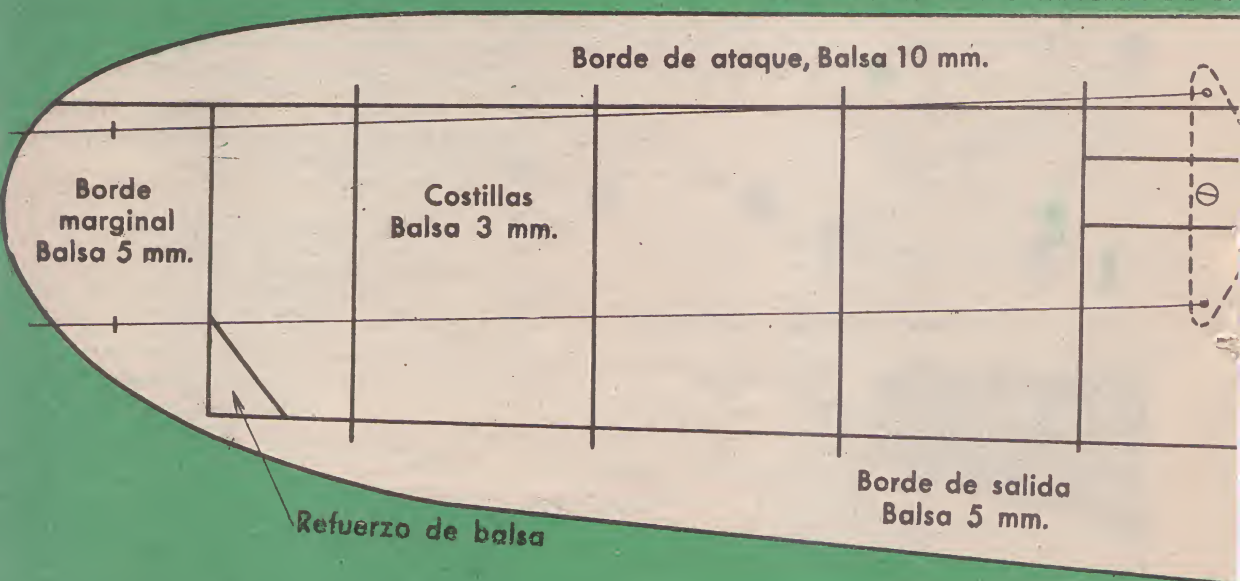 Borde de ataque, Balsa 10 mm.
Borde
marginal
Balsa 5 mm.
Costillas
Balsa 3 mm.
Borde de salida
Balsa 5 mm.
Refuerzo de balsa